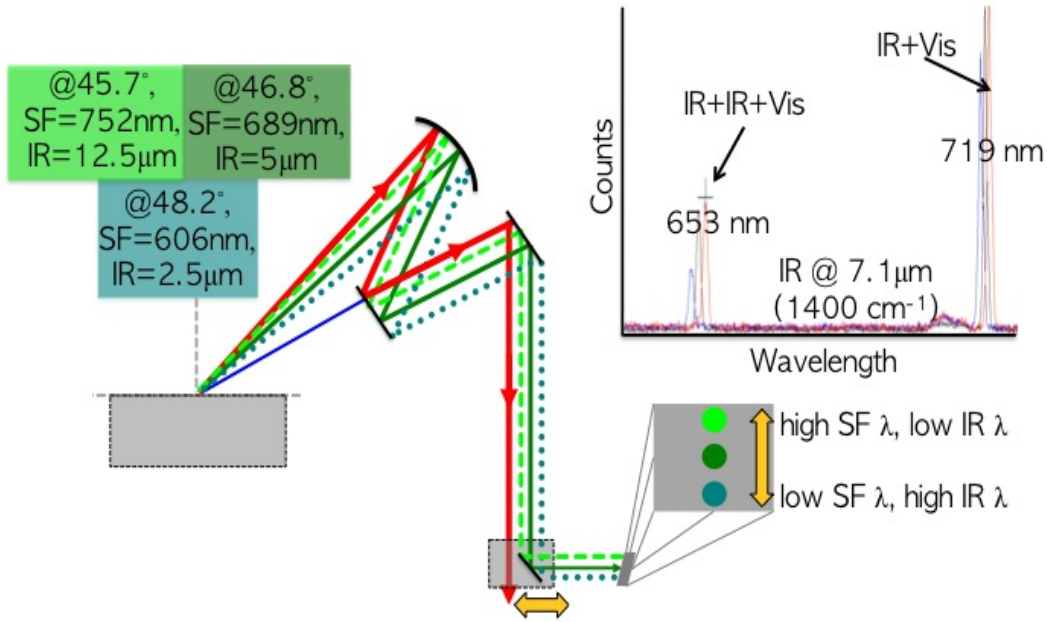 @45.7°,
SF=752nm,
IR=12.5µm
@46.8°,
SF=689nm,
IR=5µm
@48.2°,
SF=606nm,
IR=2.5µm
Counts
IR+IR+Vis
653 nm
IR+Vis
719 nm
IR @ 7.1µm
(1400 cm⁻¹)
Wavelength
high SF λ, low IR λ
low SF λ, high IR λ